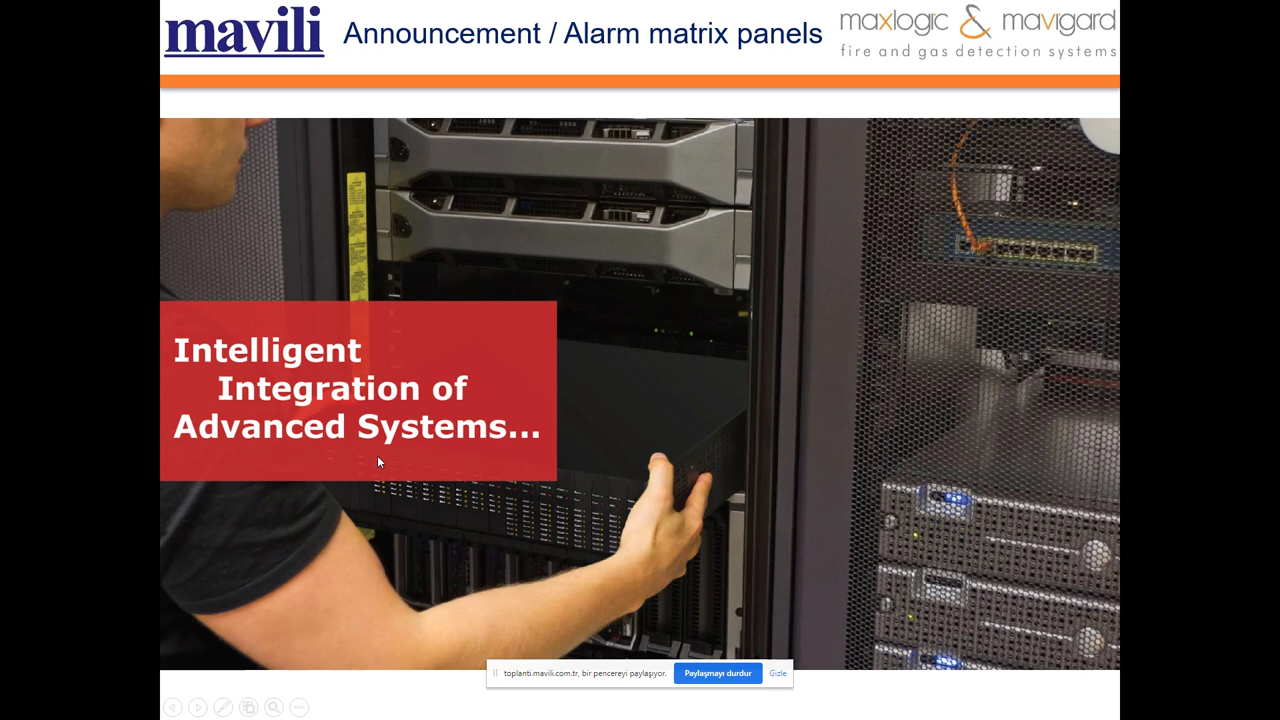 mavili
Announcement / Alarm matrix panels
maxlogic & mavigard
fire and gas detection systems
Intelligent
Integration of
Advanced Systems...
toplanti.mavili.com.tr, bir pencereyi paylaşıyor.
Paylaşmayı durdur
Gizle